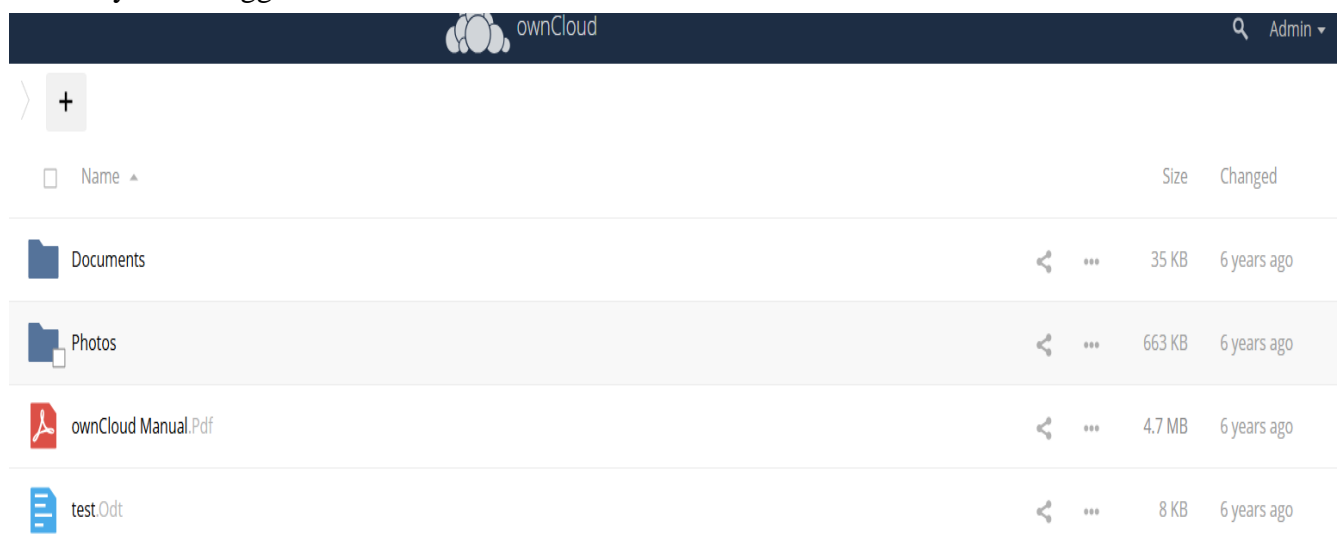 ownCloud
Admin
+
Name
Size
Changed
Documents
35 KB
6 years ago
Photos
663 KB
6 years ago
ownCloud Manual.Pdf
4.7 MB
6 years ago
test.Odt
8 KB
6 years ago